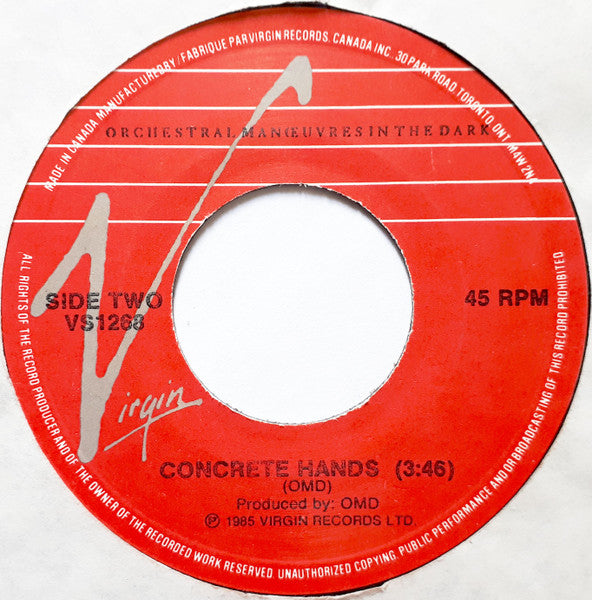 MADE IN CANADA MANUFACTURED BY / FABRIQUE PAR VIRGIN RECORDS, CANADA INC. 30 PARK ROAD, TORONTO, ONT. M4W 2N1
ORCHESTRAL MANŒUVRES IN THE DARK
SIDE TWO
VS1268
45 RPM
Virgin
CONCRETE HANDS (3:46)
(OMD)
Produced by: OMD
℗ 1985 VIRGIN RECORDS LTD.
ALL RIGHTS OF THE RECORD PRODUCER AND OF THE OWNER OF THE RECORDED WORK RESERVED. UNAUTHORIZED COPYING, PUBLIC PERFORMANCE AND/OR BROADCASTING OF THIS RECORD PROHIBITED